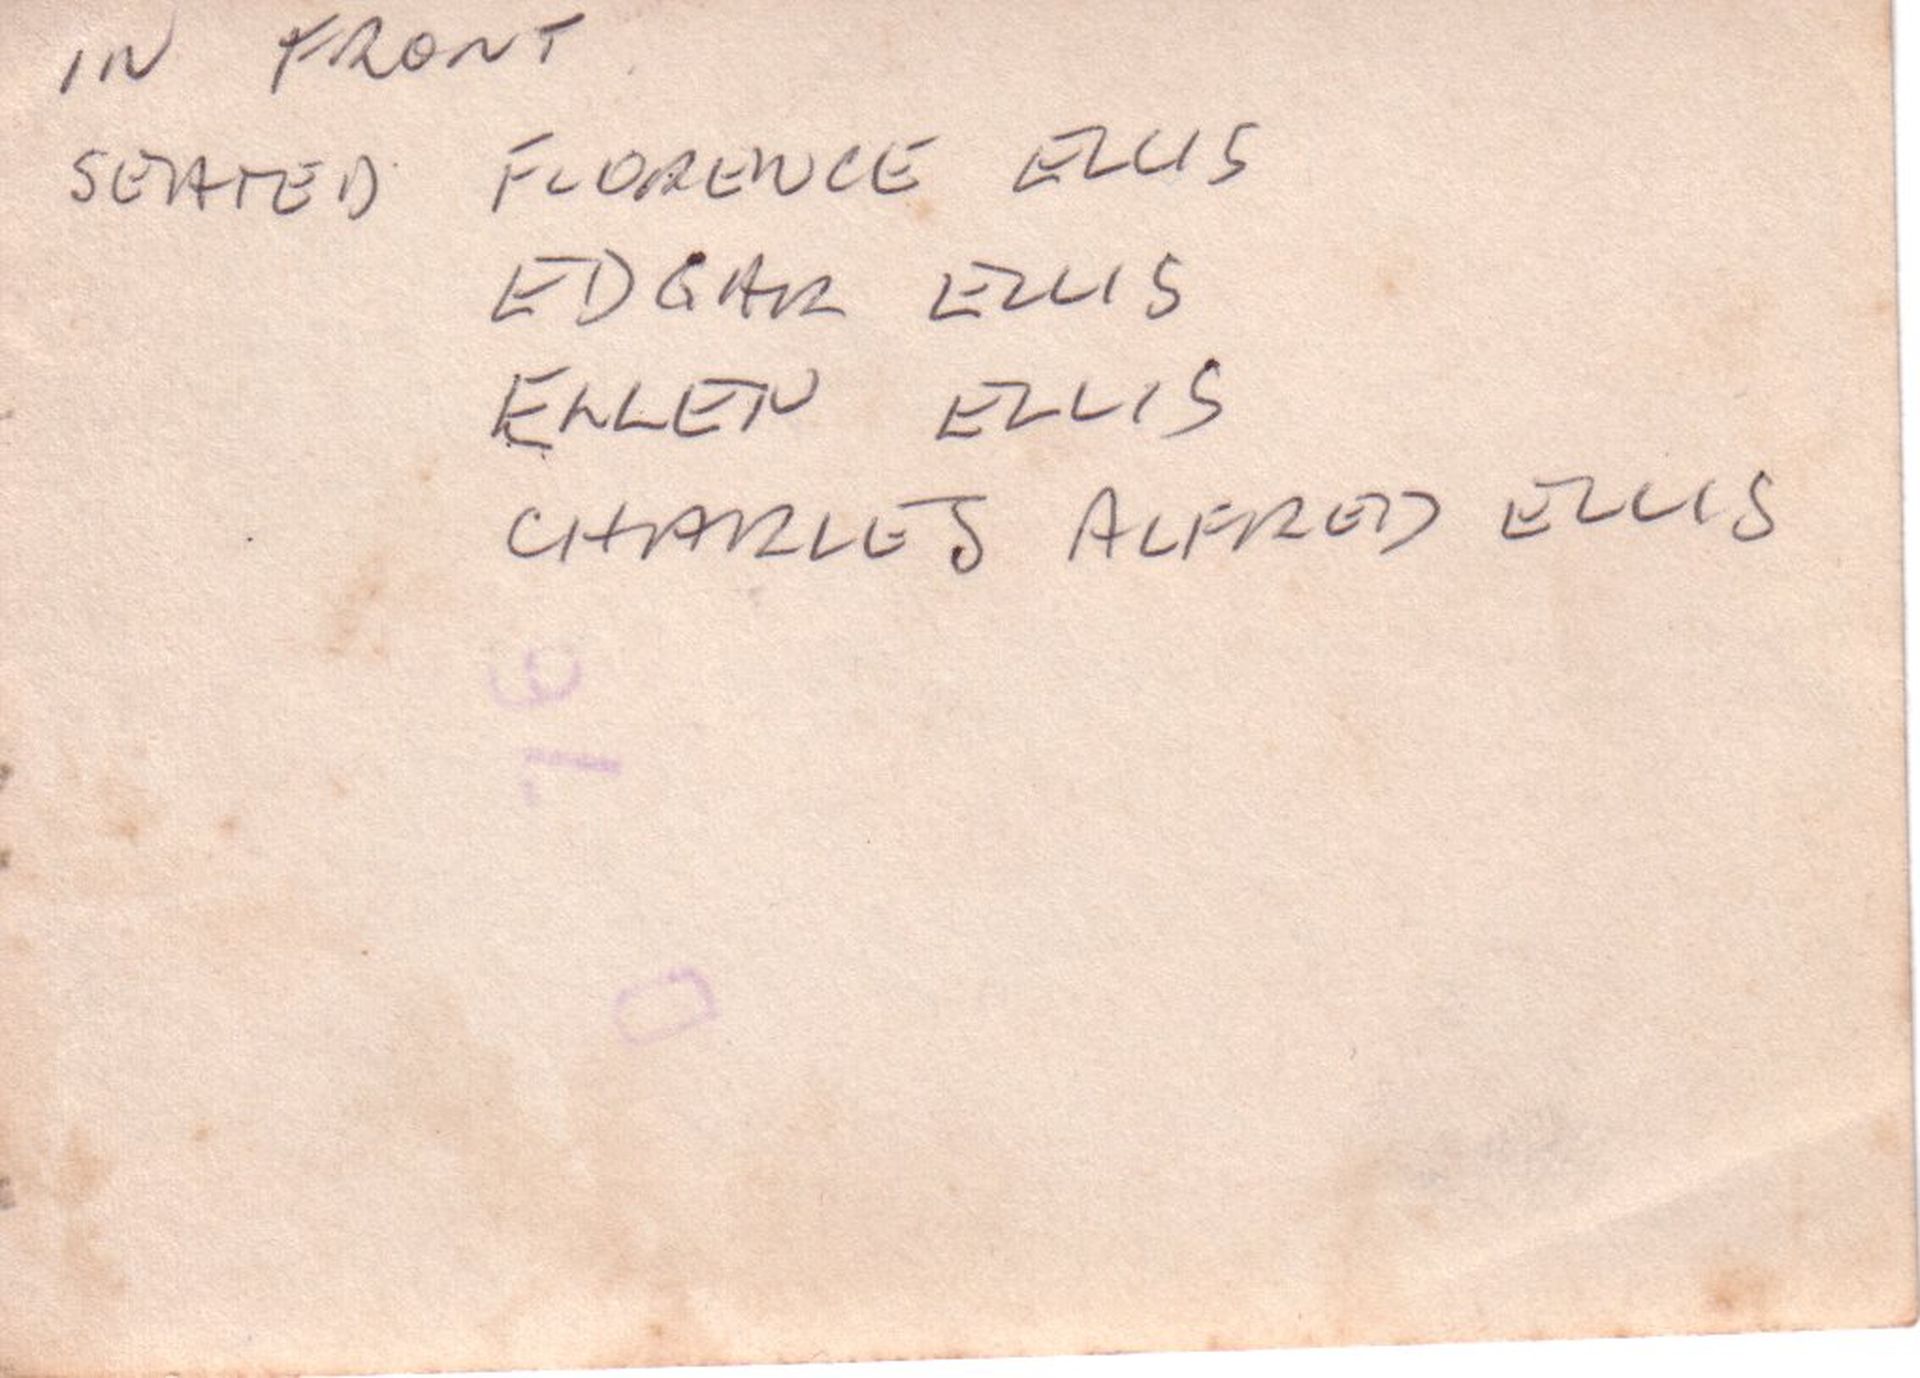 IN FRONT
SEATED FLORENCE ELLIS
EDGAR ELLIS
ELLEN ELLIS
CHARLES ALFRED ELLIS